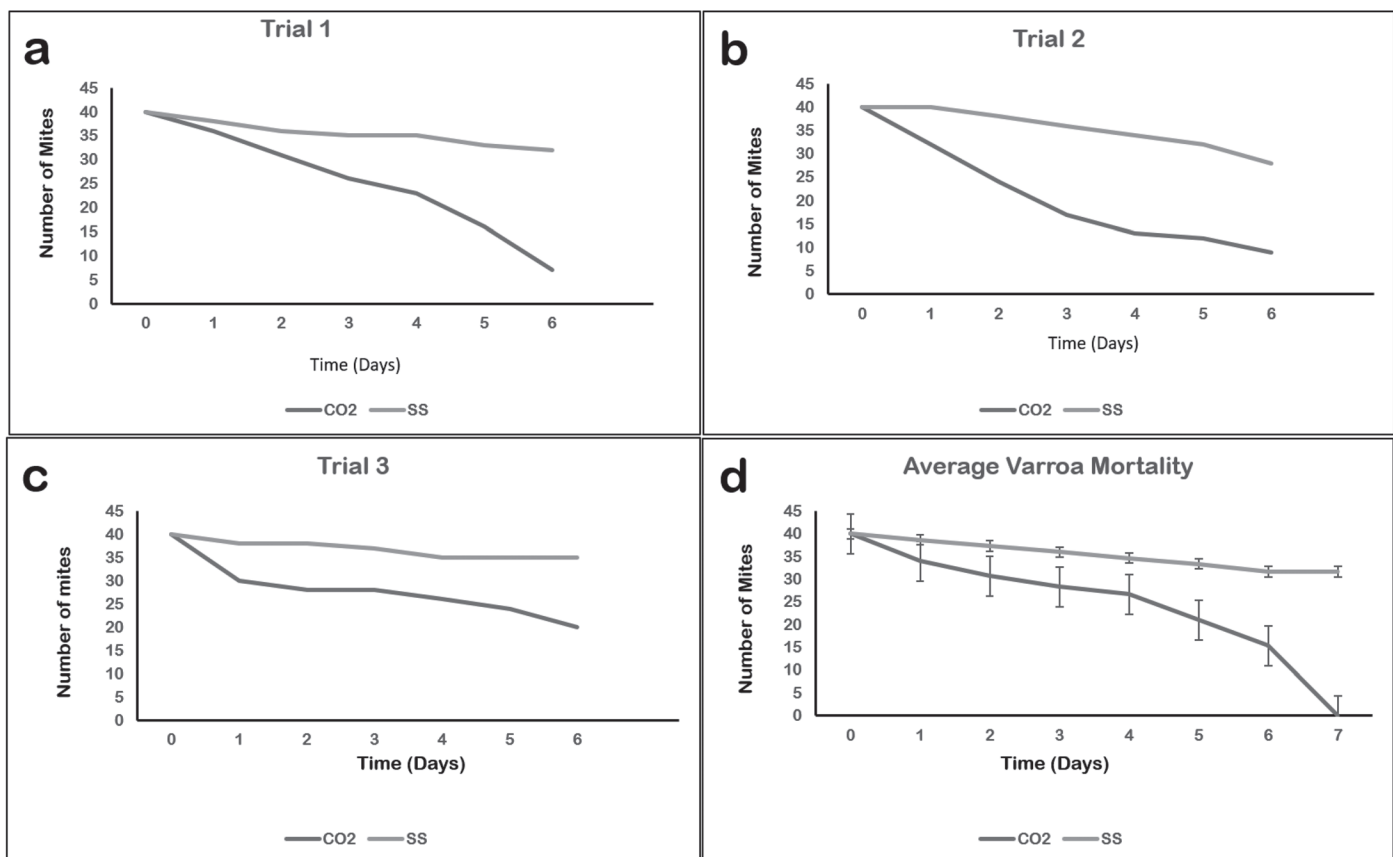 a
Trial 1
Number of Mites
45
40
35
30
25
20
15
10
5
0
0 1 2 3 4 5 6
Time (Days)
CO2 SS
b
Trial 2
Number of Mites
45
40
35
30
25
20
15
10
5
0
0 1 2 3 4 5 6
Time (Days)
CO2 SS
c
Trial 3
Number of mites
45
40
35
30
25
20
15
10
5
0
0 1 2 3 4 5 6
Time (Days)
CO2 SS
d
Average Varroa Mortality
Number of Mites
45
40
35
30
25
20
15
10
5
0
0 1 2 3 4 5 6 7
Time (Days)
CO2 SS